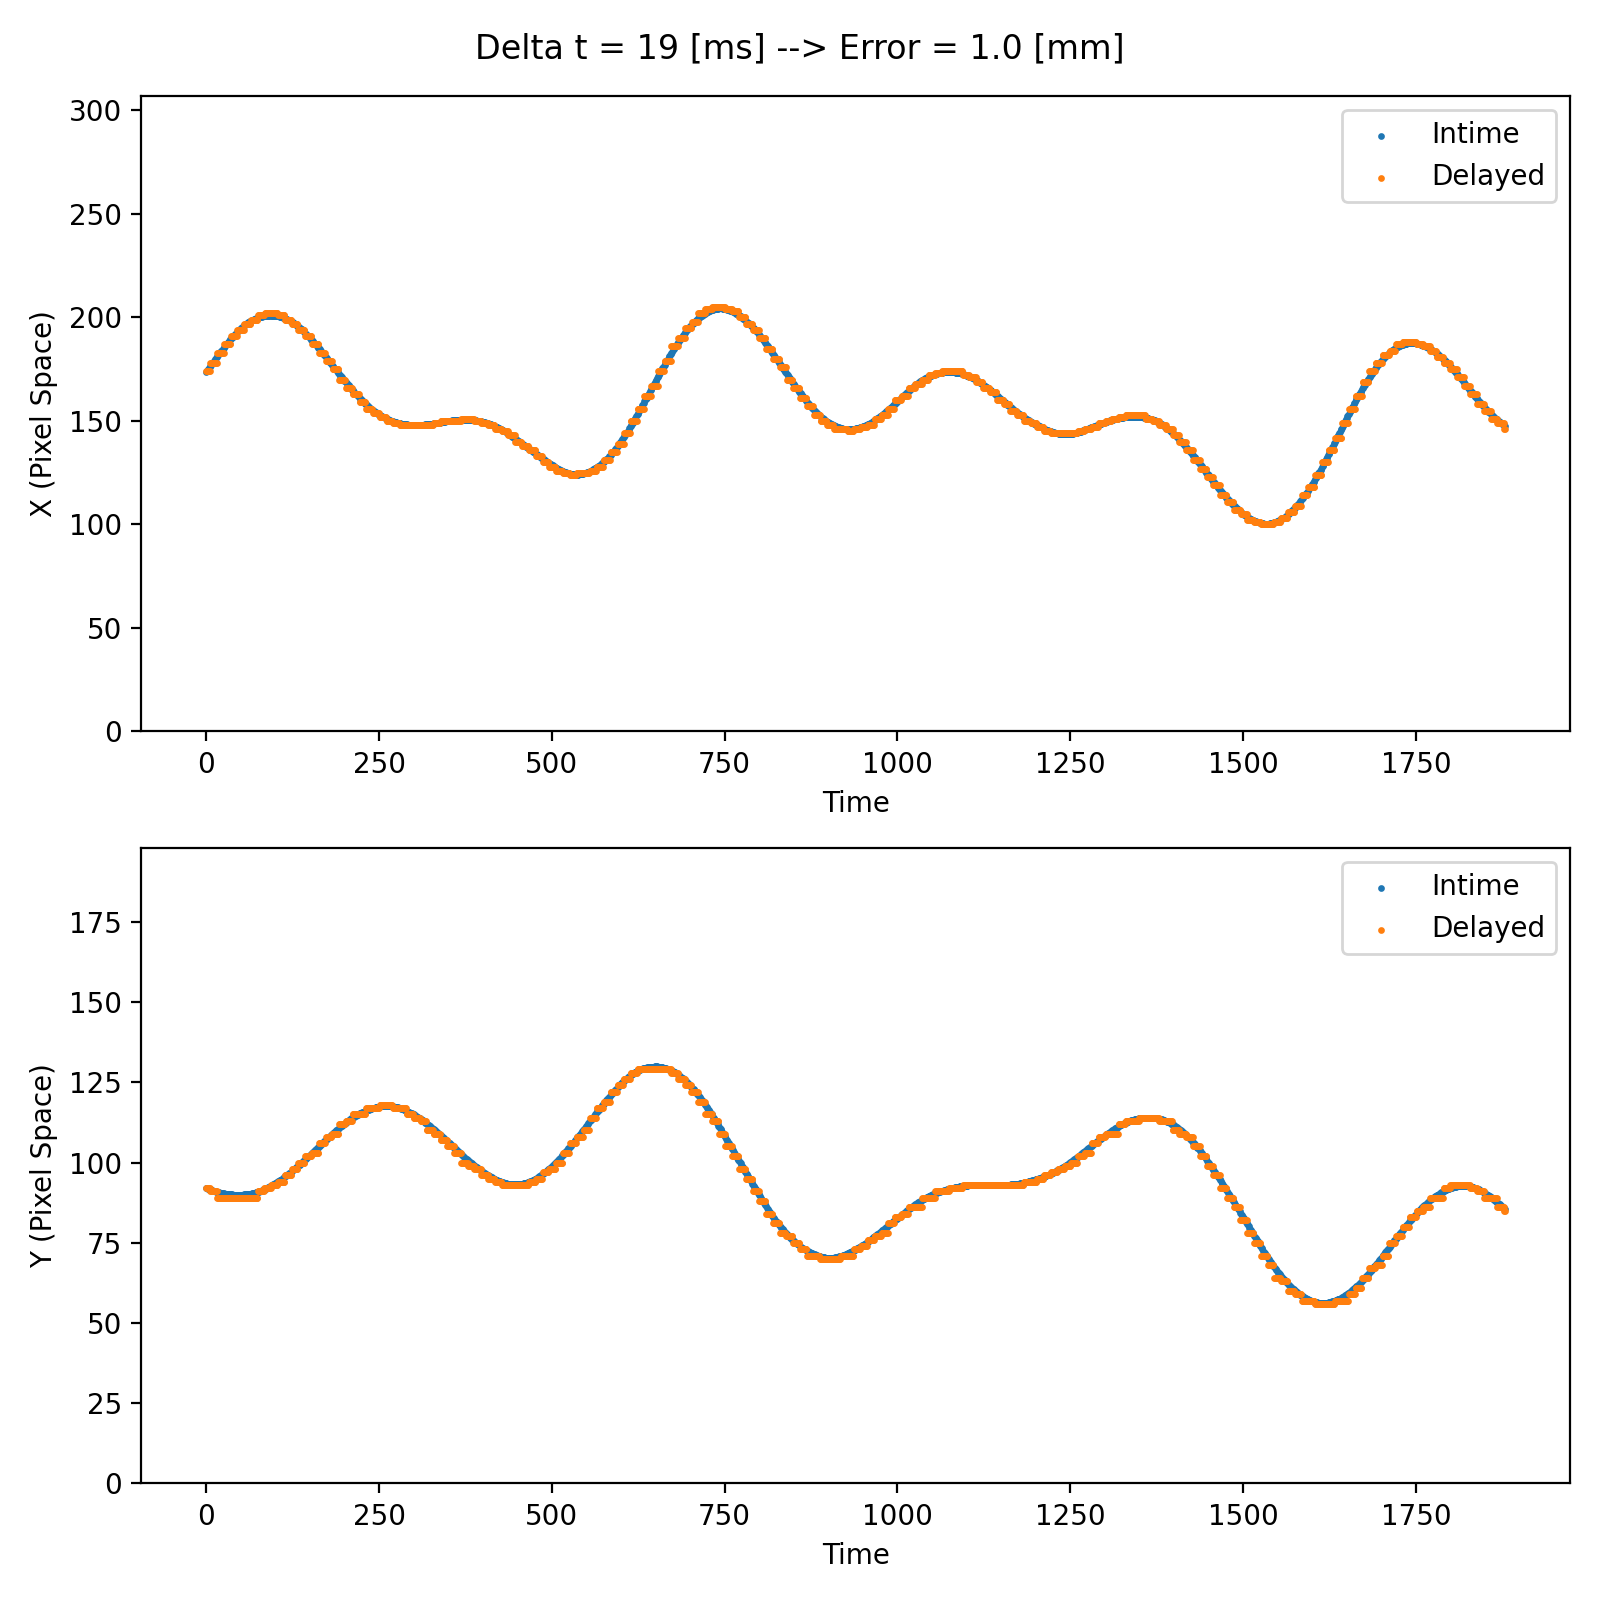 Delta t = 19 [ms] --> Error = 1.0 [mm]
300
250
200
150
100
50
0
X (Pixel Space)
Intime
Delayed
0 250 500 750 1000 1250 1500 1750
Time
175
150
125
100
75
50
25
0
Y (Pixel Space)
Intime
Delayed
0 250 500 750 1000 1250 1500 1750
Time